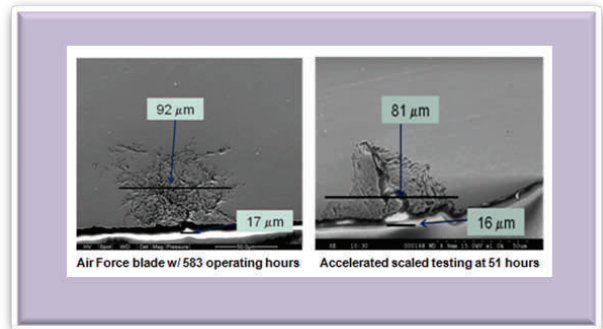 92 µm
17 µm
81 µm
16 µm
Air Force blade w/ 583 operating hours
Accelerated scaled testing at 51 hours